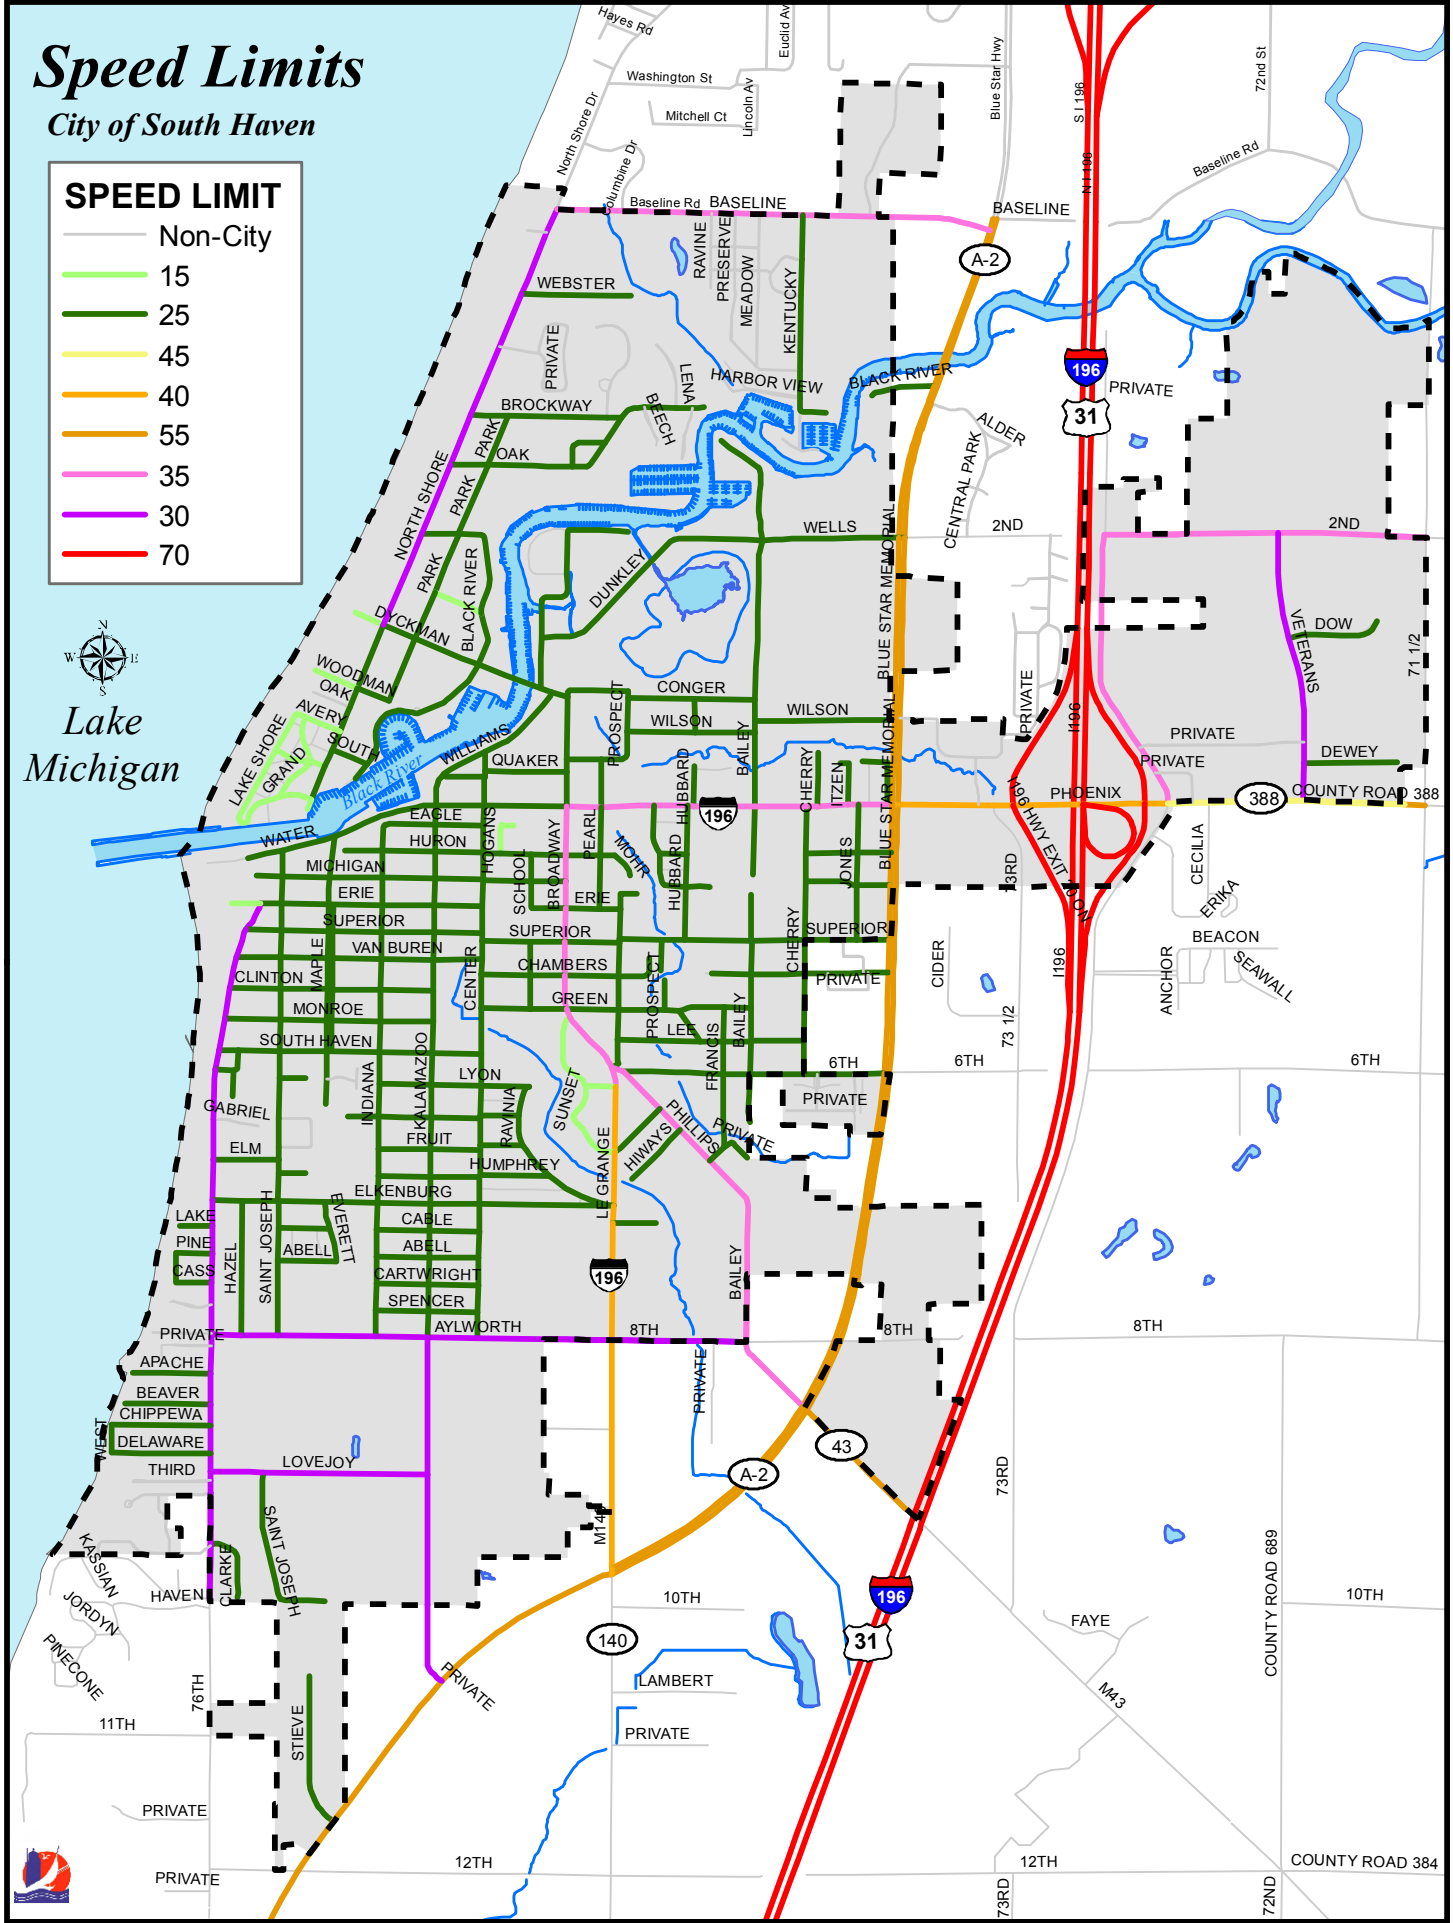 Speed Limits
City of South Haven
SPEED LIMIT
Non-City
15
25
45
40
55
35
30
70
N
W
E
S
Lake
Michigan
Hayes Rd
Euclid Av
Washington St
Lincoln Av
Mitchell Ct
North Shore Dr
Columbine Dr
Blue Star Hwy
S I 196
N I 196
72nd St
Baseline Rd
Baseline Rd
BASELINE
BASELINE
A-2
RAVINE
PRESERVE
MEADOW
KENTUCKY
WEBSTER
PRIVATE
LENA
HARBOR VIEW
BLACK RIVER
196
31
PRIVATE
BROCKWAY
BEECH
PARK
OAK
ALDER
CENTRAL PARK
NORTH SHORE
PARK
WELLS
2ND
2ND
BLUE STAR MEMORIAL
PARK
BLACK RIVER
DUNKLEY
DYCKMAN
VETERANS
DOW
71 1/2
WOODMAN
OAK
AVERY
SOUTH
LAKE SHORE
GRAND
CONGER
PROSPECT
WILSON
WILSON
BAILEY
PRIVATE
I196
PRIVATE
PRIVATE
DEWEY
WILLIAMS
Black River
QUAKER
HUBBARD
CHERRY
ITZEN
BLUE STAR MEMORIAL
196
PHOENIX
388
COUNTY ROAD 388
I196 HWY EXIT 20 ON
WATER
EAGLE
HURON
HOGANS
BROADWAY
PEARL
MOHR
MICHIGAN
SCHOOL
HUBBARD
JONES
73RD
CECILIA
ERIKA
ERIE
ERIE
SUPERIOR
SUPERIOR
SUPERIOR
CHERRY
VAN BUREN
MAPLE
CENTER
CHAMBERS
PROSPECT
CIDER
I196
BEACON
SEAWALL
ANCHOR
CLINTON
PRIVATE
MONROE
GREEN
BAILEY
LEE
FRANCIS
73 1/2
SOUTH HAVEN
INDIANA
KALAMAZOO
LYON
SUNSET
6TH
6TH
6TH
GABRIEL
RAVINIA
PHILLIPS
PRIVATE
PRIVATE
ELM
FRUIT
HUMPHREY
LE GRANGE
HIWAYS
ELKENBURG
LAKE
PINE
CASS
HAZEL
SAINT JOSEPH
EVERETT
ABELL
CABLE
ABELL
CARTWRIGHT
SPENCER
196
BAILEY
PRIVATE
AYLWORTH
8TH
8TH
8TH
APACHE
BEAVER
CHIPPEWA
WEST
DELAWARE
PRIVATE
THIRD
LOVEJOY
43
A-2
73RD
M140
SAINT JOSEPH
KASSIAN
CLARKE
HAVEN
JORDYN
PINECONE
196
31
10TH
10TH
140
COUNTY ROAD 689
FAYE
76TH
PRIVATE
LAMBERT
M43
11TH
STIEVE
PRIVATE
PRIVATE
PRIVATE
12TH
12TH
COUNTY ROAD 384
73RD
72ND